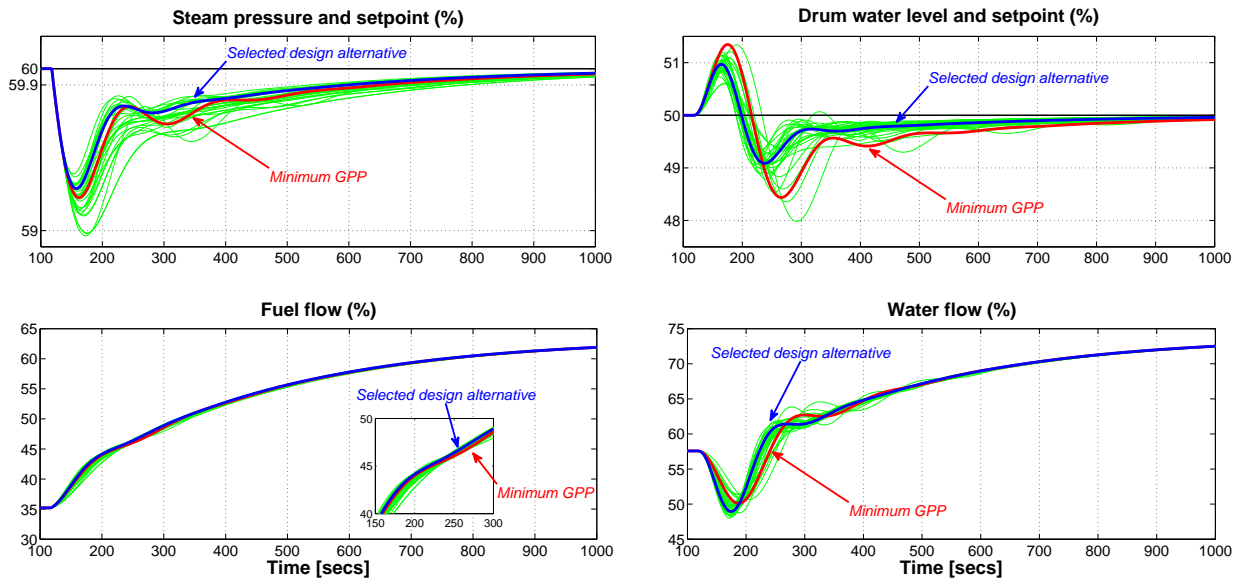 Steam pressure and setpoint (%)
60
59.9
59
Selected design alternative
Minimum GPP
100 200 300 400 500 600 700 800 900 1000
Drum water level and setpoint (%)
51
50
49
48
Selected design alternative
Minimum GPP
100 200 300 400 500 600 700 800 900 1000
Fuel flow (%)
65
60
55
50
45
40
35
30
Selected design alternative
50
45
40
150 200 250 300
Minimum GPP
100 200 300 400 500 600 700 800 900 1000
Time [secs]
Water flow (%)
75
70
65
60
55
50
45
Selected design alternative
Minimum GPP
100 200 300 400 500 600 700 800 900 1000
Time [secs]